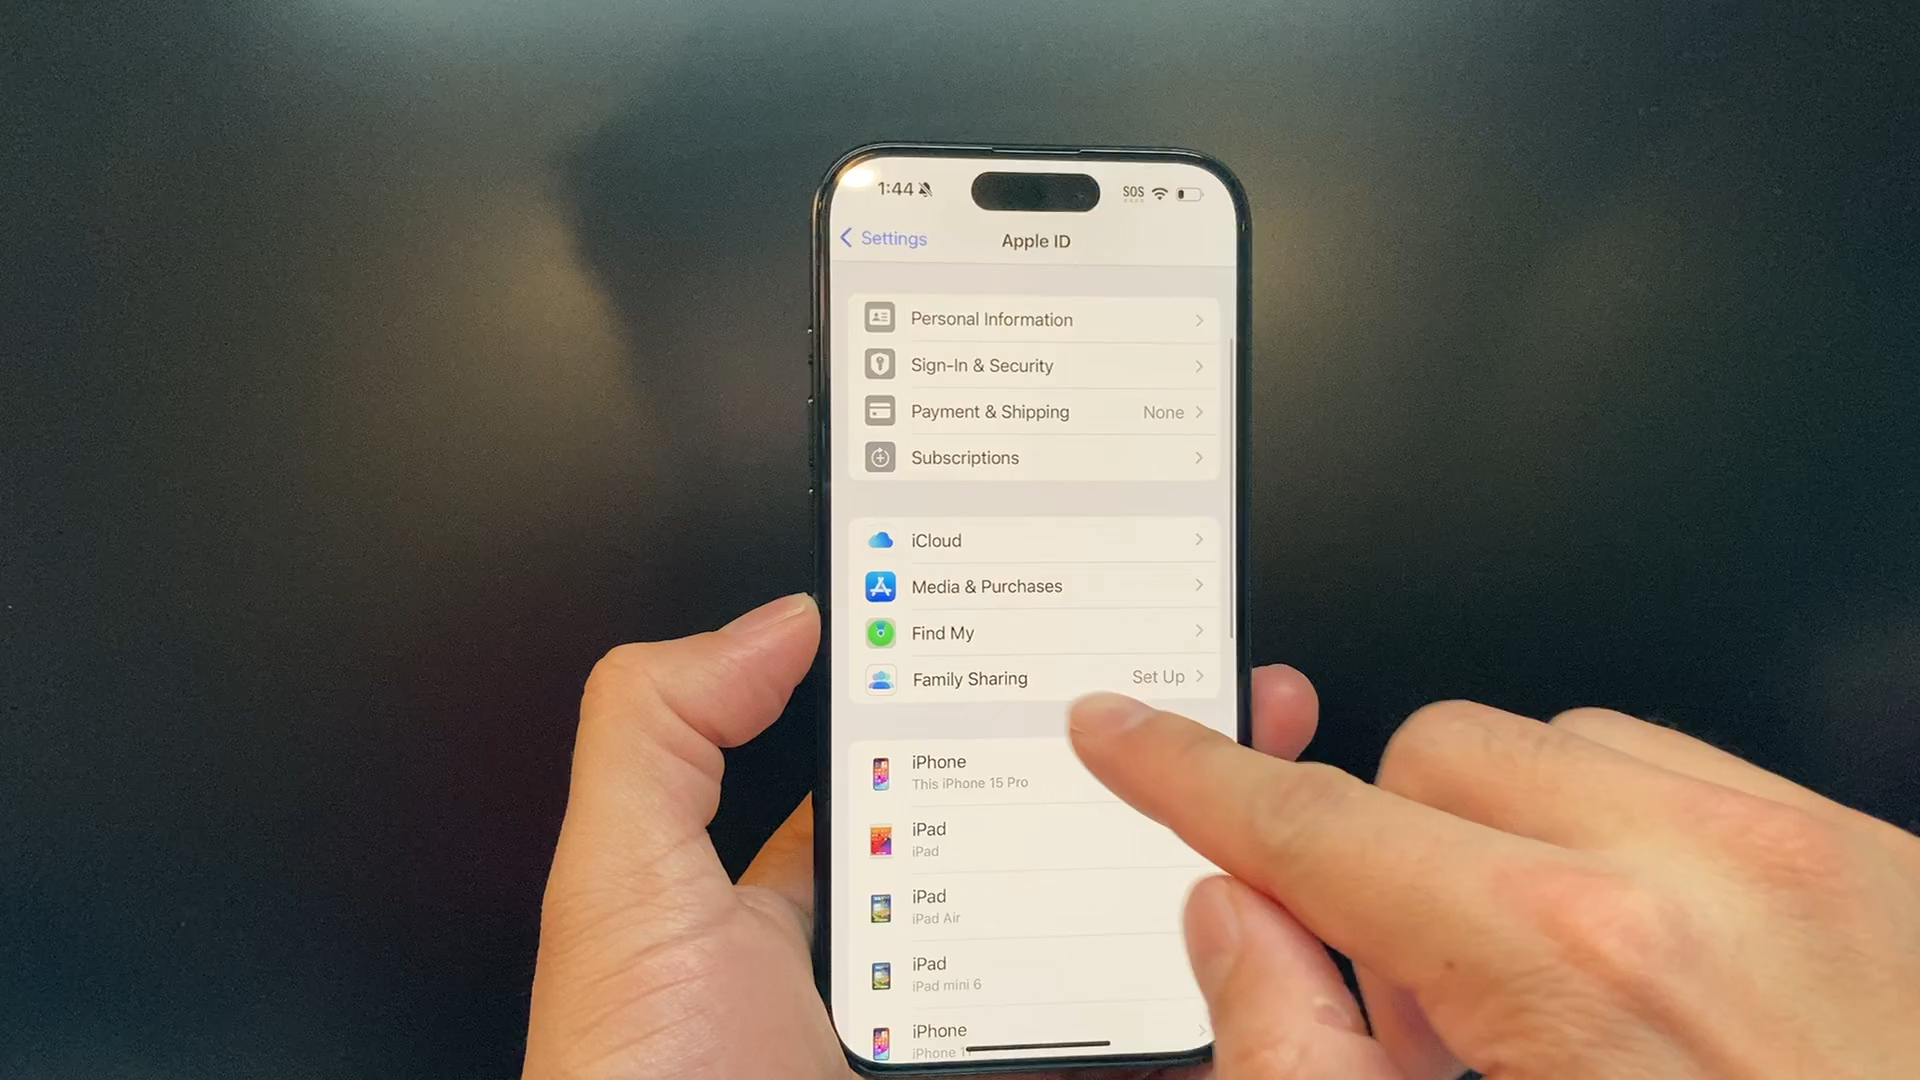 1:44
SOS
Settings
Apple ID
Personal Information
Sign-In & Security
Payment & Shipping None
Subscriptions
iCloud
Media & Purchases
Find My
Family Sharing Set Up
iPhone
This iPhone 15 Pro
iPad
iPad
iPad
iPad Air
iPad
iPad mini 6
iPhone
iPhone